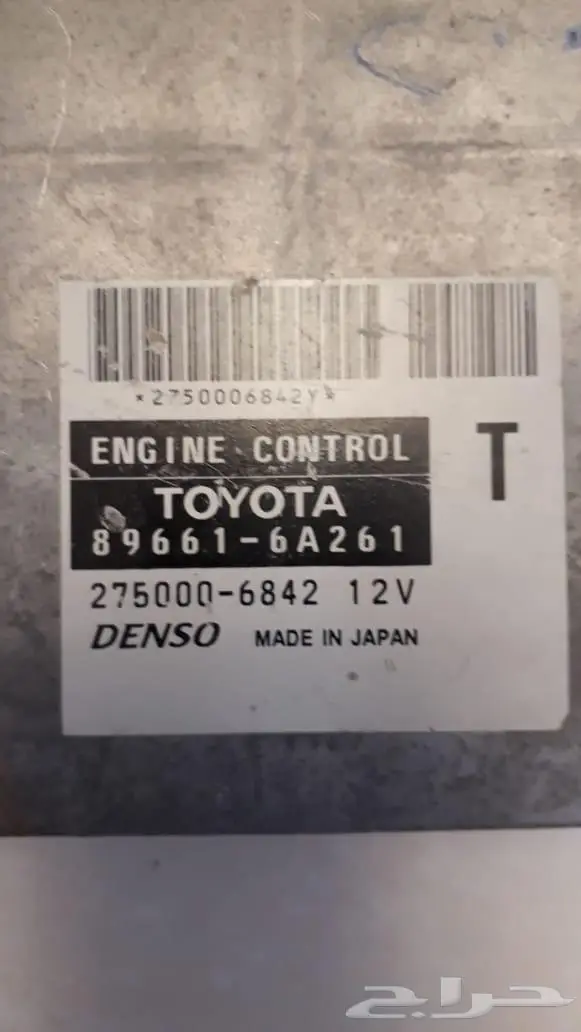 *2750006842Y*
ENGINE CONTROL
T
TOYOTA
89661-6A261
275000-6842 12V
DENSO MADE IN JAPAN
حراج